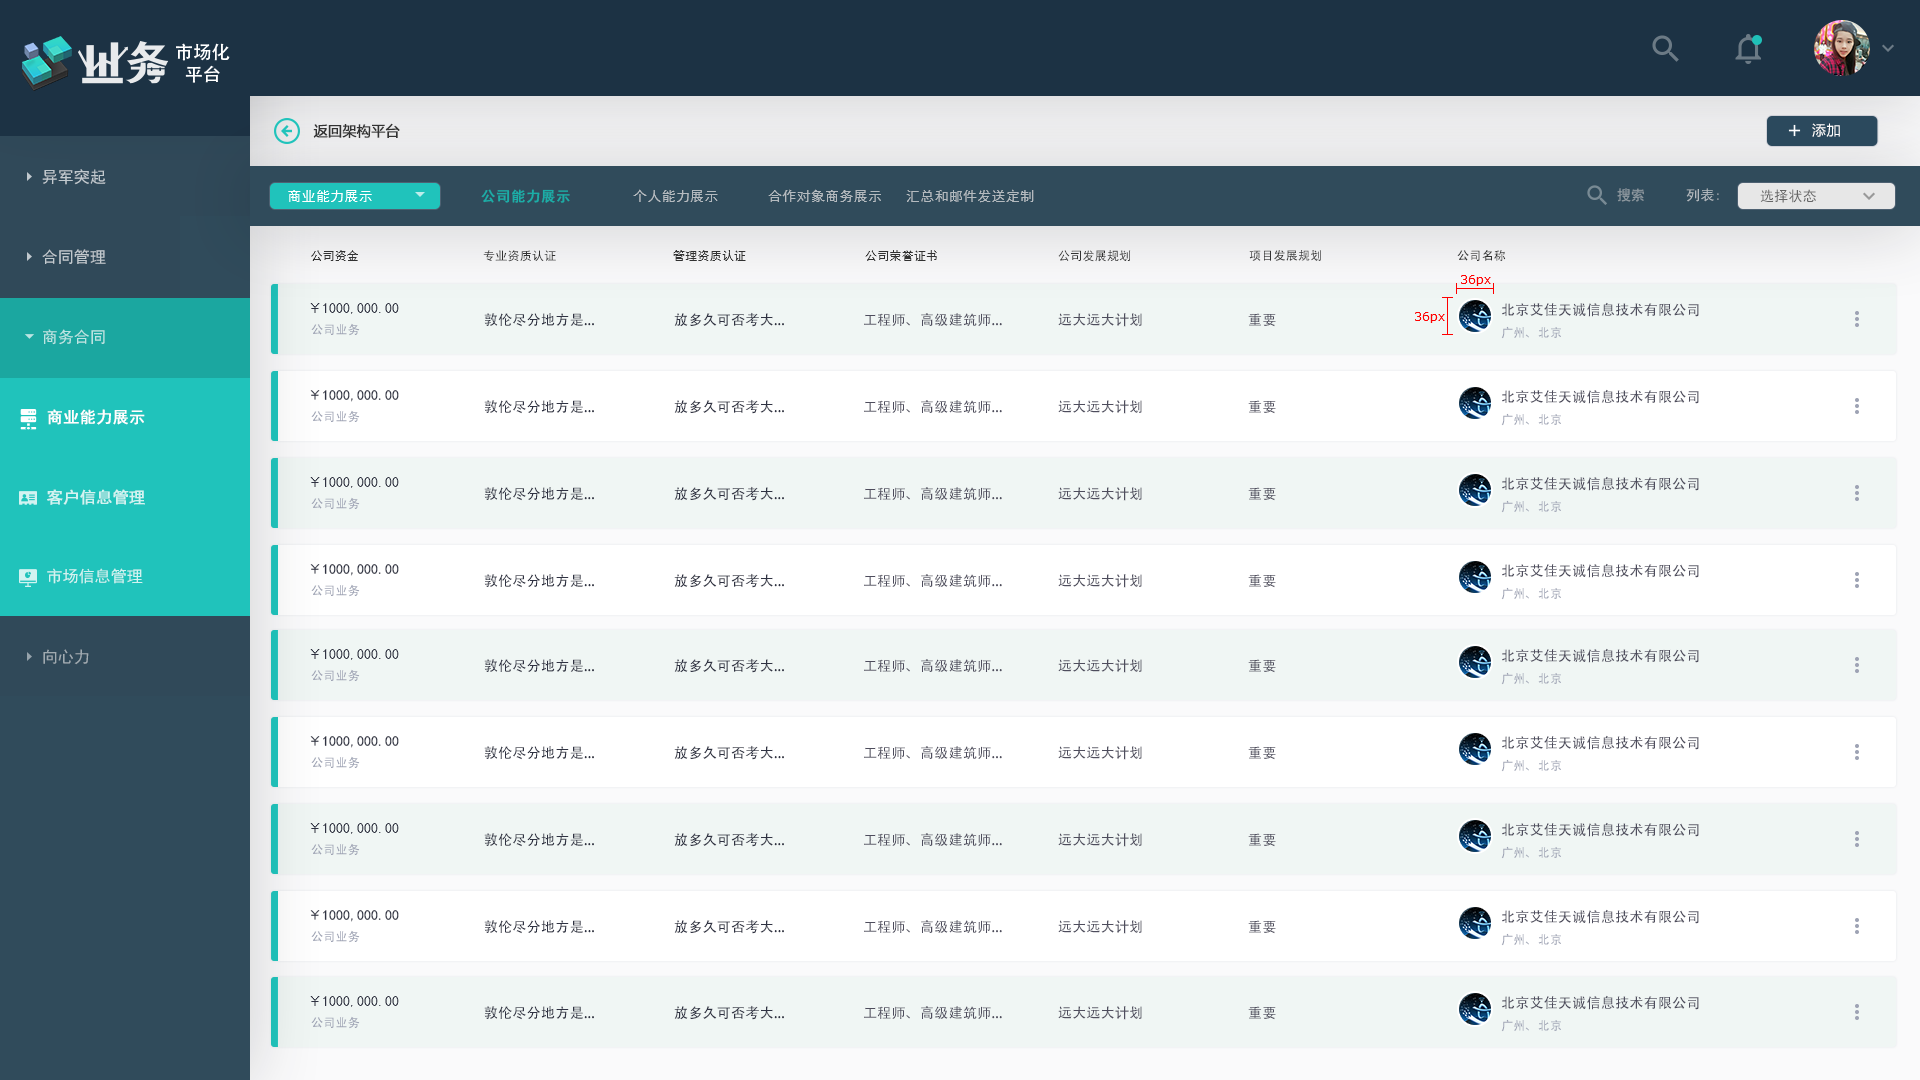 业务 市场化
平台
返回架构平台
+ 添加
异军突起
合同管理
商务合同
商业能力展示
客户信息管理
市场信息管理
向心力
商业能力展示 公司能力展示 个人能力展示 合作对象商务展示 汇总和邮件发送定制 搜索 列表： 选择状态
公司资金 专业资质认证 管理资质认证 公司荣誉证书 公司发展规划 项目发展规划 公司名称
36px
36px
¥1000,000.00 敦伦尽分地方是... 放多久可否考大... 工程师、高级建筑师... 远大远大计划 重要 北京艾佳天诚信息技术有限公司
公司业务 广州、北京
¥1000,000.00 敦伦尽分地方是... 放多久可否考大... 工程师、高级建筑师... 远大远大计划 重要 北京艾佳天诚信息技术有限公司
公司业务 广州、北京
¥1000,000.00 敦伦尽分地方是... 放多久可否考大... 工程师、高级建筑师... 远大远大计划 重要 北京艾佳天诚信息技术有限公司
公司业务 广州、北京
¥1000,000.00 敦伦尽分地方是... 放多久可否考大... 工程师、高级建筑师... 远大远大计划 重要 北京艾佳天诚信息技术有限公司
公司业务 广州、北京
¥1000,000.00 敦伦尽分地方是... 放多久可否考大... 工程师、高级建筑师... 远大远大计划 重要 北京艾佳天诚信息技术有限公司
公司业务 广州、北京
¥1000,000.00 敦伦尽分地方是... 放多久可否考大... 工程师、高级建筑师... 远大远大计划 重要 北京艾佳天诚信息技术有限公司
公司业务 广州、北京
¥1000,000.00 敦伦尽分地方是... 放多久可否考大... 工程师、高级建筑师... 远大远大计划 重要 北京艾佳天诚信息技术有限公司
公司业务 广州、北京
¥1000,000.00 敦伦尽分地方是... 放多久可否考大... 工程师、高级建筑师... 远大远大计划 重要 北京艾佳天诚信息技术有限公司
公司业务 广州、北京
¥1000,000.00 敦伦尽分地方是... 放多久可否考大... 工程师、高级建筑师... 远大远大计划 重要 北京艾佳天诚信息技术有限公司
公司业务 广州、北京